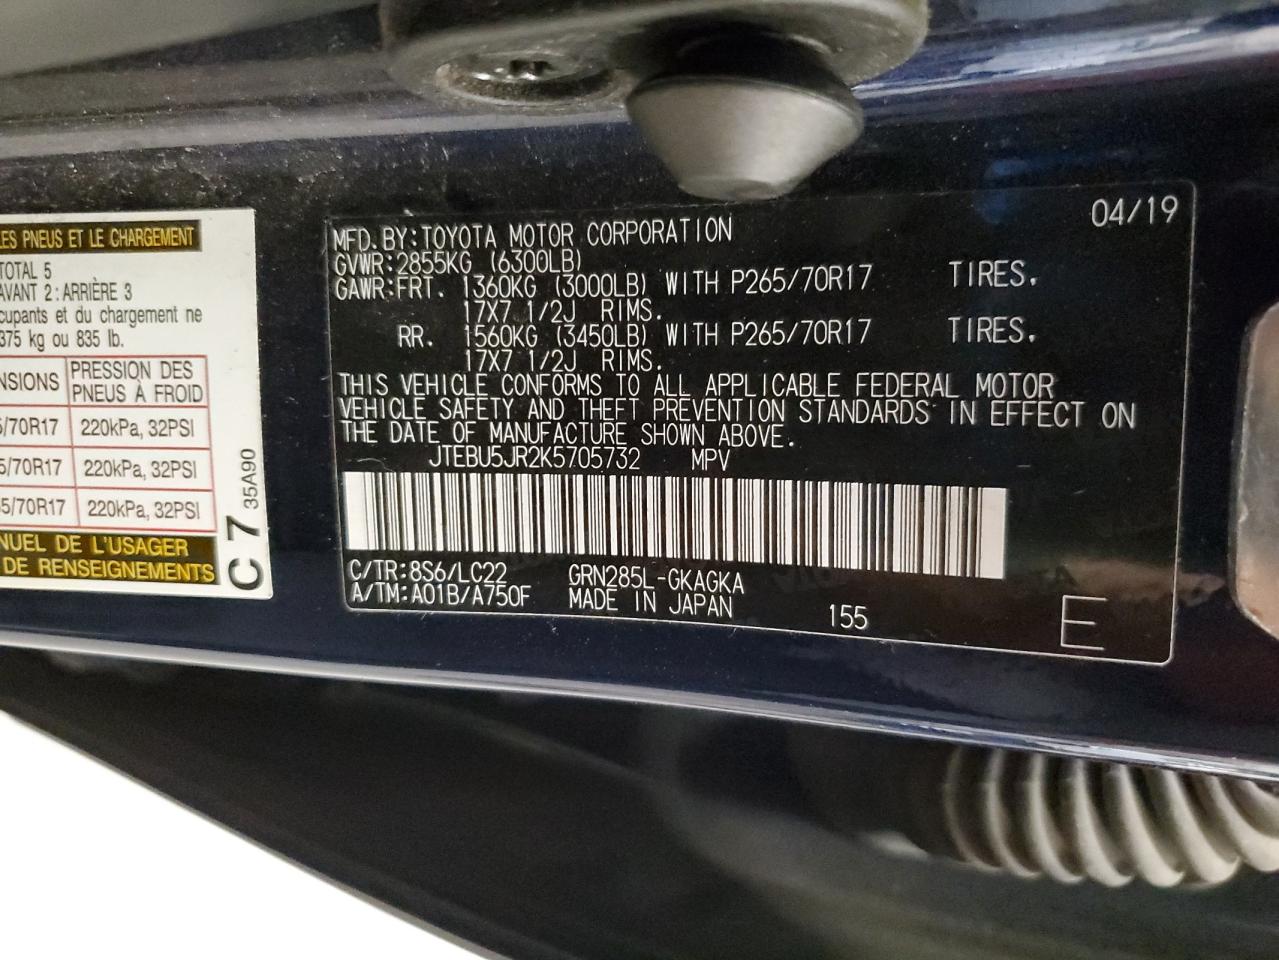 LES PNEUS ET LE CHARGEMENT
TOTAL 5
AVANT 2 : ARRIÈRE 3
cupants et du chargement ne
375 kg ou 835 lb.
NSIONS PRESSION DES PNEUS À FROID
/70R17 220kPa, 32PSI
5/70R17 220kPa, 32PSI
5/70R17 220kPa, 32PSI
NUEL DE L'USAGER
DE RENSEIGNEMENTS
C 7 35A90
04/19
MFD.BY:TOYOTA MOTOR CORPORATION
GVWR:2855KG (6300LB)
GAWR:FRT. 1360KG (3000LB) WITH P265/70R17 TIRES.
17X7 1/2J RIMS.
RR. 1560KG (3450LB) WITH P265/70R17 TIRES.
17X7 1/2J RIMS.
THIS VEHICLE CONFORMS TO ALL APPLICABLE FEDERAL MOTOR
VEHICLE SAFETY AND THEFT PREVENTION STANDARDS IN EFFECT ON
THE DATE OF MANUFACTURE SHOWN ABOVE.
JTEBU5JR2K5705732 MPV
C/TR:8S6/LC22 GRN285L-GKAGKA
A/TM:A01B/A750F MADE IN JAPAN 155 E